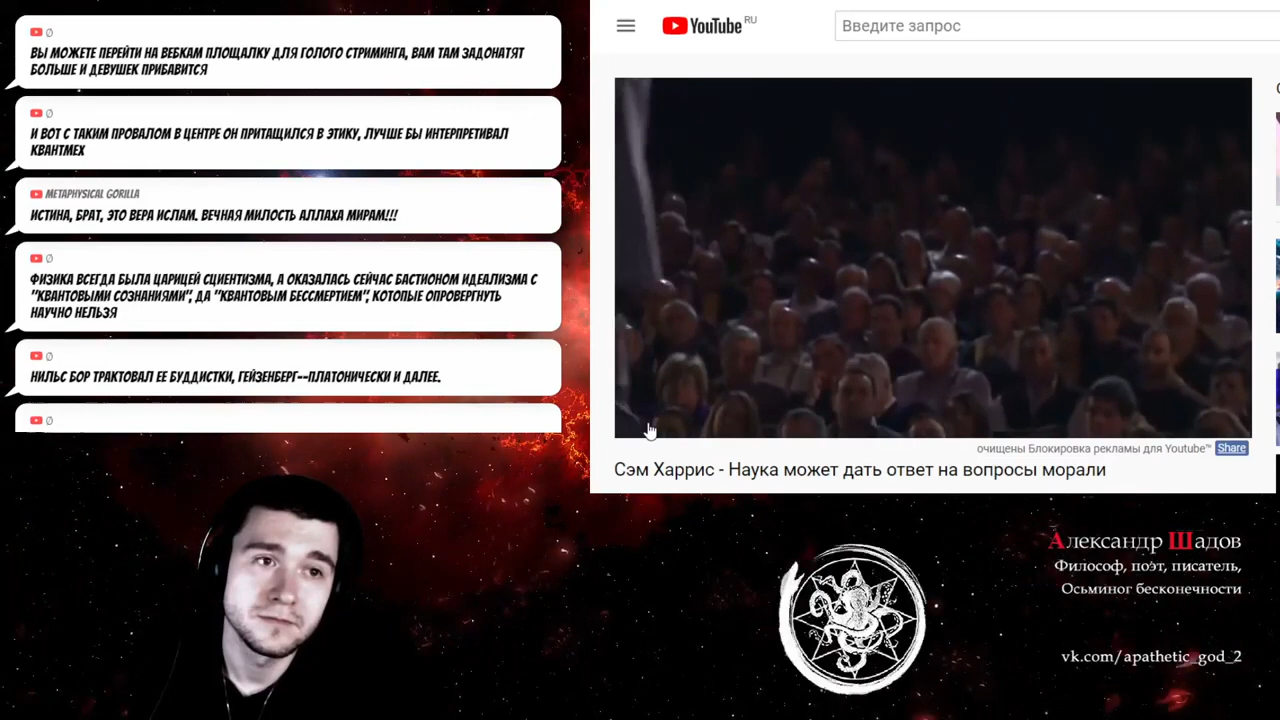 Ø
ВЫ МОЖЕТЕ ПЕРЕЙТИ НА ВЕБКАМ ПЛОЩАЛКУ ДЛЯ ГОЛОГО СТРИМИНГА, ВАМ ТАМ ЗАДОНАТЯТ
БОЛЬШЕ И ДЕВУШЕК ПРИБАВИТСЯ
Ø
И ВОТ С ТАКИМ ПРОВАЛОМ В ЦЕНТРЕ ОН ПРИТАЩИЛСЯ В ЭТИКУ, ЛУЧШЕ БЫ ИНТЕРПРЕТИВАЛ
КВАНТМЕХ
METAPHYSICAL GORILLA
ИСТИНА, БРАТ, ЭТО ВЕРА ИСЛАМ. ВЕЧНАЯ МИЛОСТЬ АЛЛАХА МИРАМ!!!
Ø
ФИЗИКА ВСЕГДА БЫЛА ЦАРИЦЕЙ СЦИЕНТИЗМА, А ОКАЗАЛАСЬ СЕЙЧАС БАСТИОНОМ ИДЕАЛИЗМА С
"КВАНТОВЫМИ СОЗНАНИЯМИ", ДА "КВАНТОВЫМ БЕССМЕРТИЕМ", КОТОПЫЕ ОПРОВЕРГНУТЬ
НАУЧНО НЕЛЬЗЯ
Ø
НИЛЬС БОР ТРАКТОВАЛ ЕЕ БУДДИСТКИ, ГЕЙЗЕНБЕРГ--ПЛАТОНИЧЕСКИ И ДАЛЕЕ.
Ø
YouTube RU
Введите запрос
очищены Блокировка рекламы для Youtube™ Share
Сэм Харрис - Наука может дать ответ на вопросы морали
Александр Шадов
Философ, поэт, писатель,
Осьминог бесконечности
vk.com/apathetic_god_2